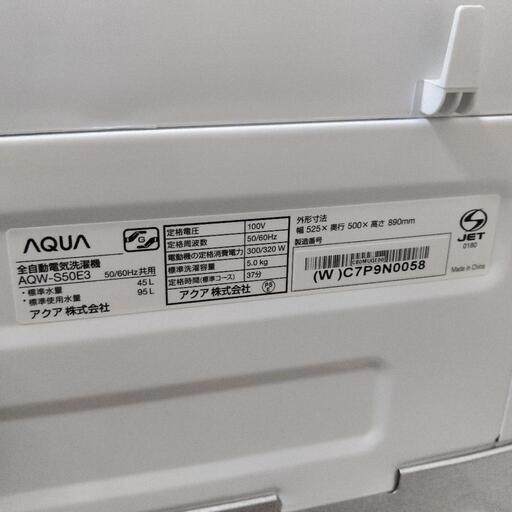 AQUA
全自動電気洗濯機
AQW-S50E3 50/60Hz共用
・標準水量 45L
・標準使用水量 95L
アクア 株式会社
定格電圧 100V
定格周波数 50/60Hz
電動機の定格消費電力 300/320 W
標準洗濯容量 5.0 kg
定格時間(標準コース) 37分
アクア 株式会社
PS
E
外形寸法
幅 525× 奥行 500× 高さ 890mm
製造番号
(W)C7P9N0058
S
JET
0180
Made in China